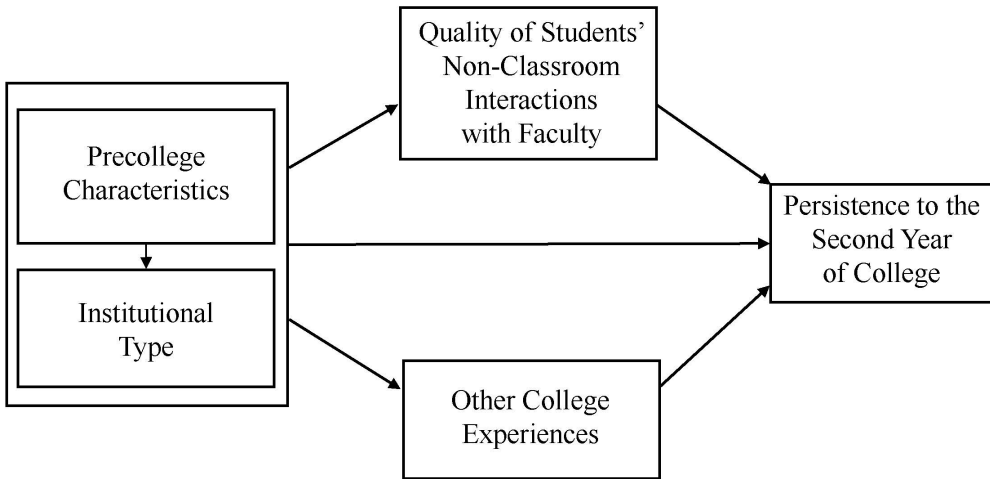 Quality of Students’
Non-Classroom
Interactions
with Faculty
Precollege
Characteristics
Institutional
Type
Persistence to the
Second Year
of College
Other College
Experiences